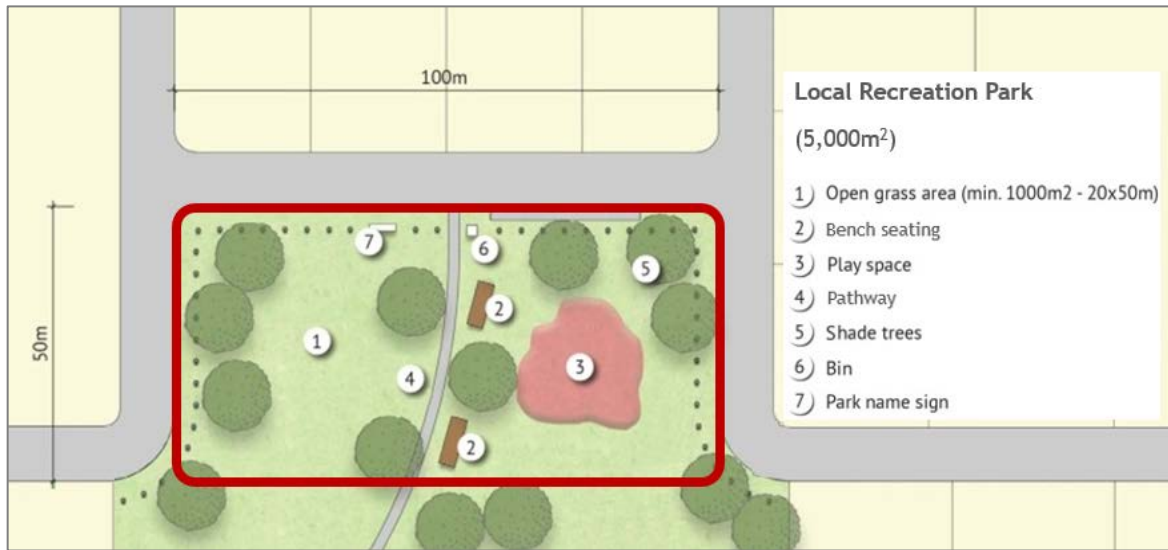 100m
50m
7
6
5
2
1
3
4
2
Local Recreation Park
(5,000m²)
1 Open grass area (min. 1000m2 - 20x50m)
2 Bench seating
3 Play space
4 Pathway
5 Shade trees
6 Bin
7 Park name sign